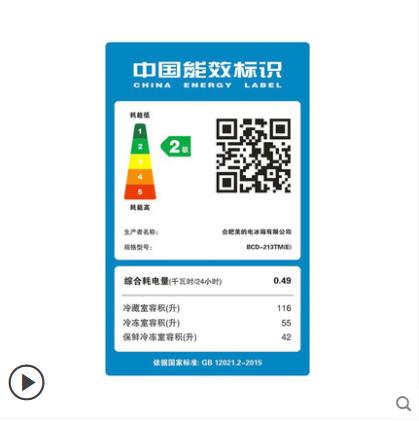 中国能效标识
CHINA ENERGY LABEL
耗能低
1
2
3
4
5
2级
耗能高
生产者名称: 合肥美的电冰箱有限公司
规格型号: BCD-213TM(E)
综合耗电量(千瓦时/24小时) 0.49
冷藏室容积(升) 116
冷冻室容积(升) 55
保鲜冷冻室容积(升) 42
依据国家标准: GB 12021.2-2015